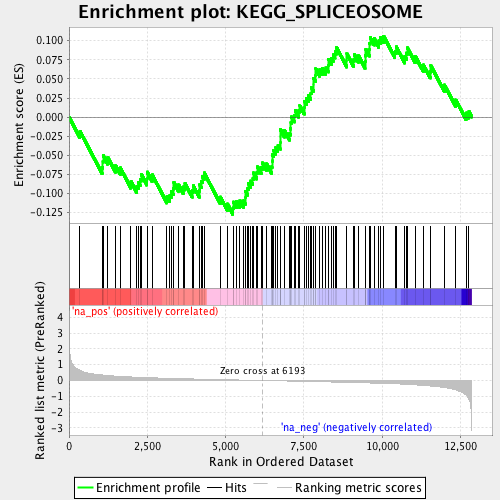 Enrichment plot: KEGG_SPLICEOSOME
Enrichment score (ES)
0.100
0.075
0.050
0.025
0.000
-0.025
-0.050
-0.075
-0.100
-0.125
'na_pos' (positively correlated)
Ranked list metric (PreRanked)
4
3
2
1
0
-1
-2
-3
Zero cross at 6193
'na_neg' (negatively correlated)
0
2,500
5,000
7,500
10,000
12,500
Rank in Ordered Dataset
Enrichment profile
Hits
Ranking metric scores